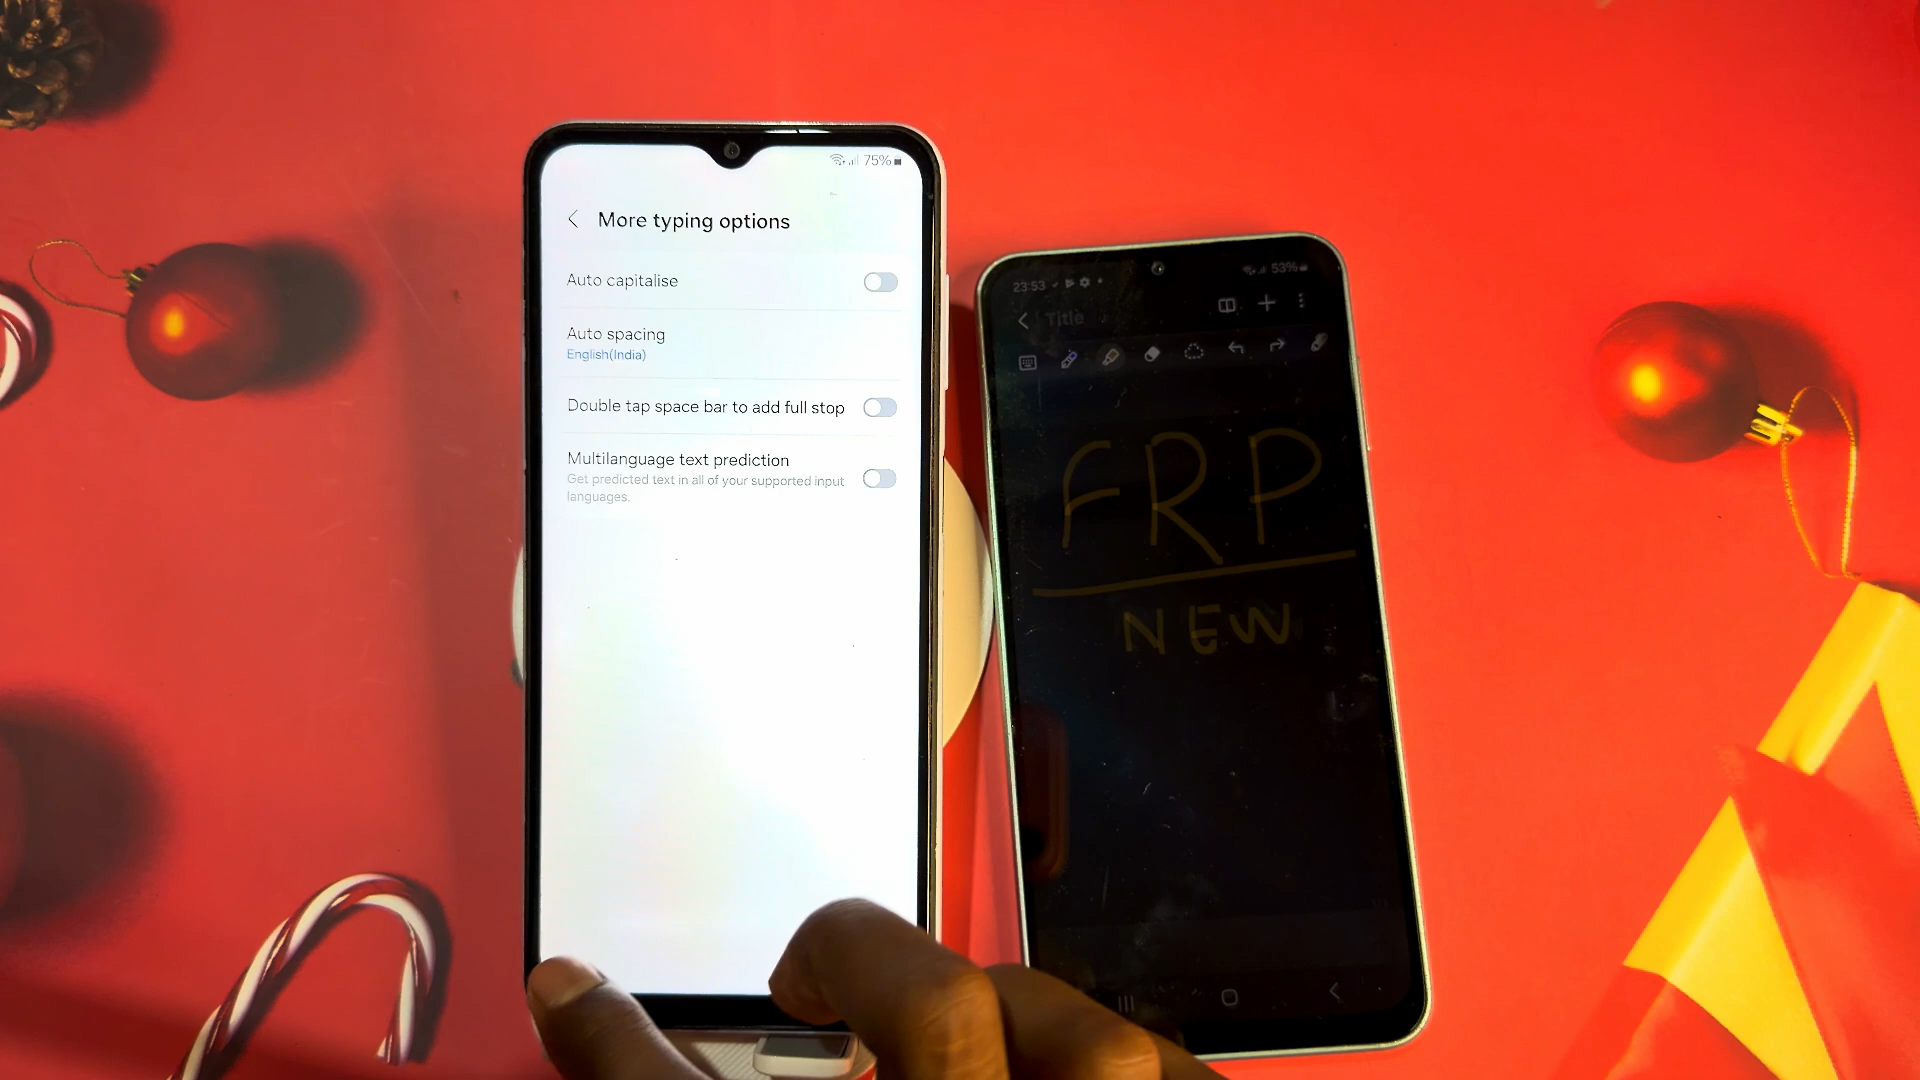 75%
More typing options
Auto capitalise
Auto spacing
English(India)
Double tap space bar to add full stop
Multilanguage text prediction
Get predicted text in all of your supported input
languages.
23:53
53%
Title
FRP
NEW